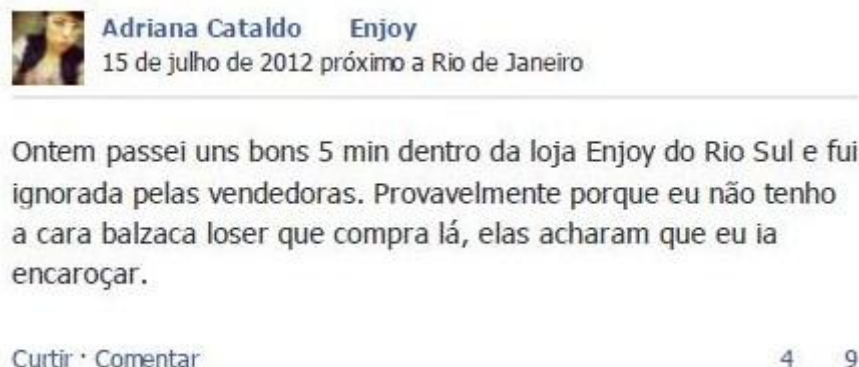 Adriana Cataldo Enjoy
15 de julho de 2012 próximo a Rio de Janeiro
Ontem passei uns bons 5 min dentro da loja Enjoy do Rio Sul e fui
ignorada pelas vendedoras. Provavelmente porque eu não tenho
a cara balzaca loser que compra lá, elas acharam que eu ia
encaroçar.
Curtir · Comentar 4 9